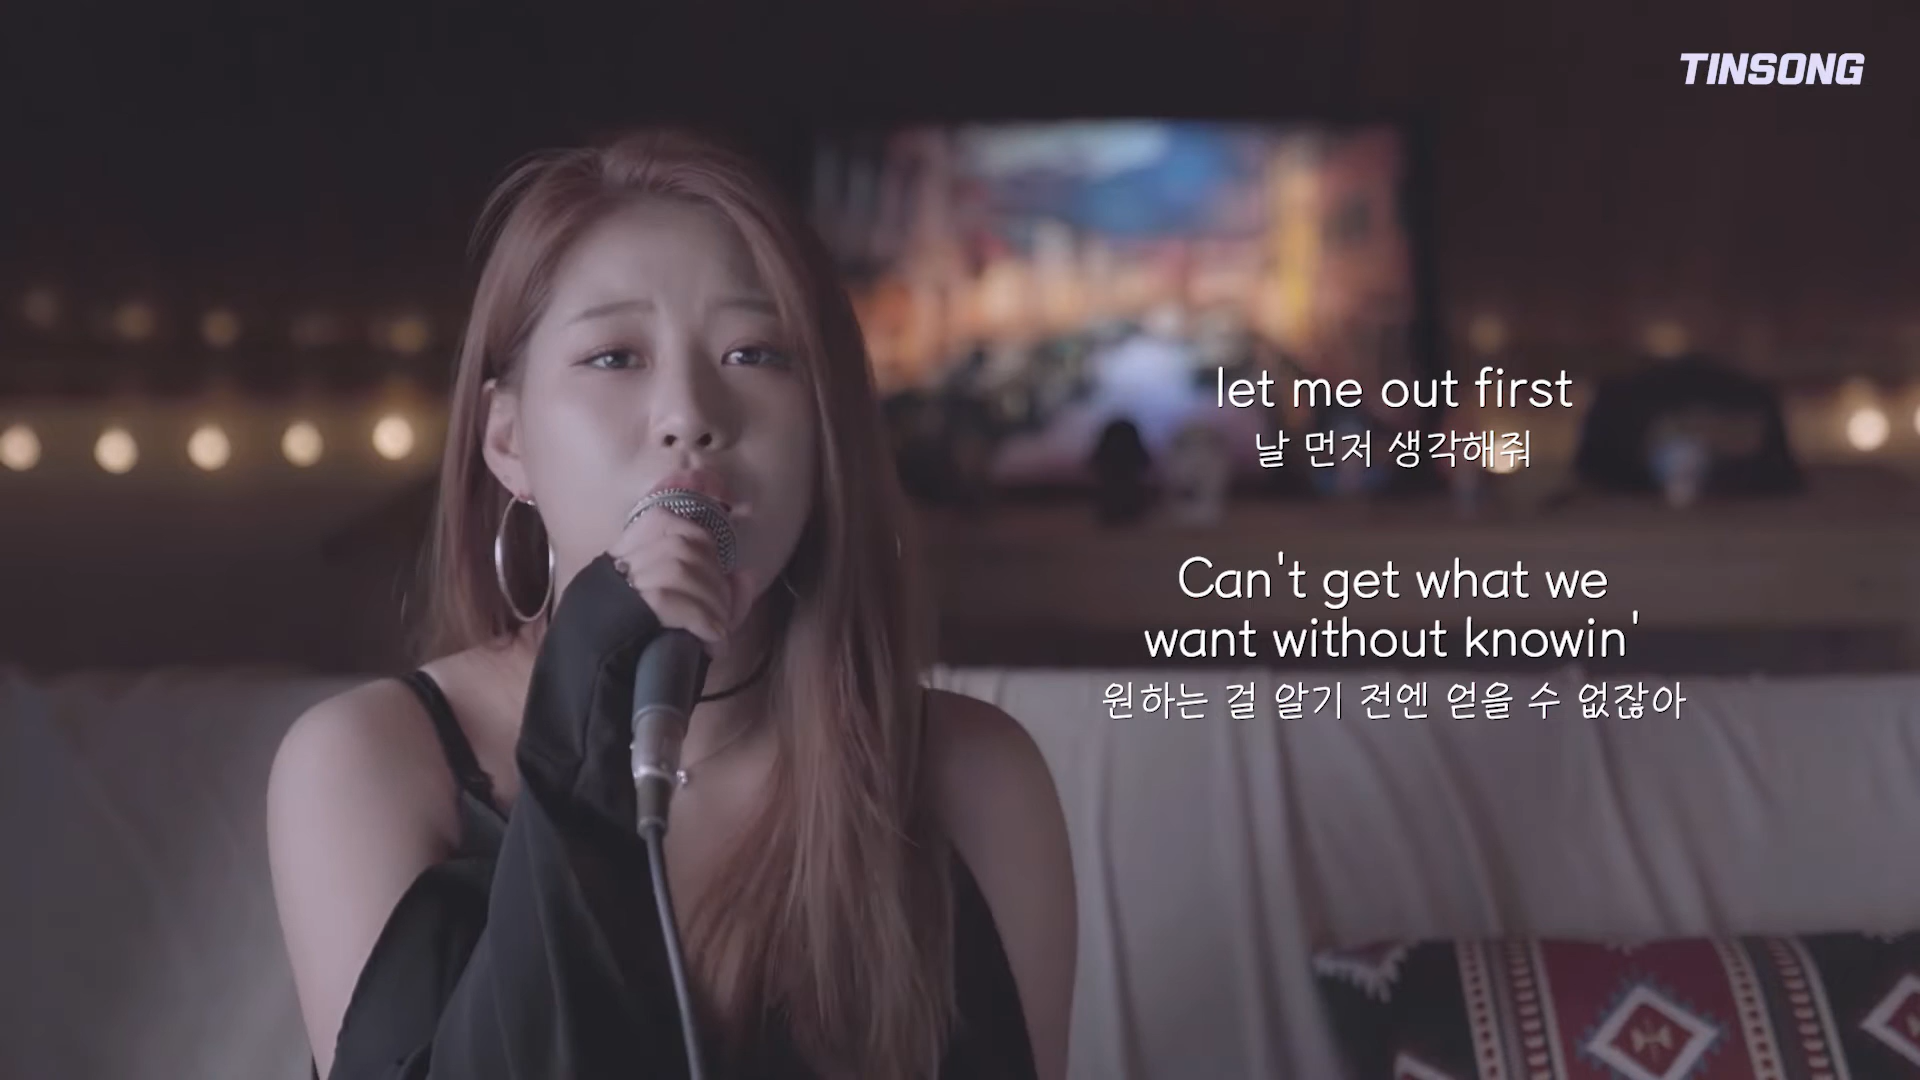 TINSONG
let me out first
날 먼저 생각해줘
Can't get what we
want without knowin'
원하는 걸 알기 전엔 얻을 수 없잖아